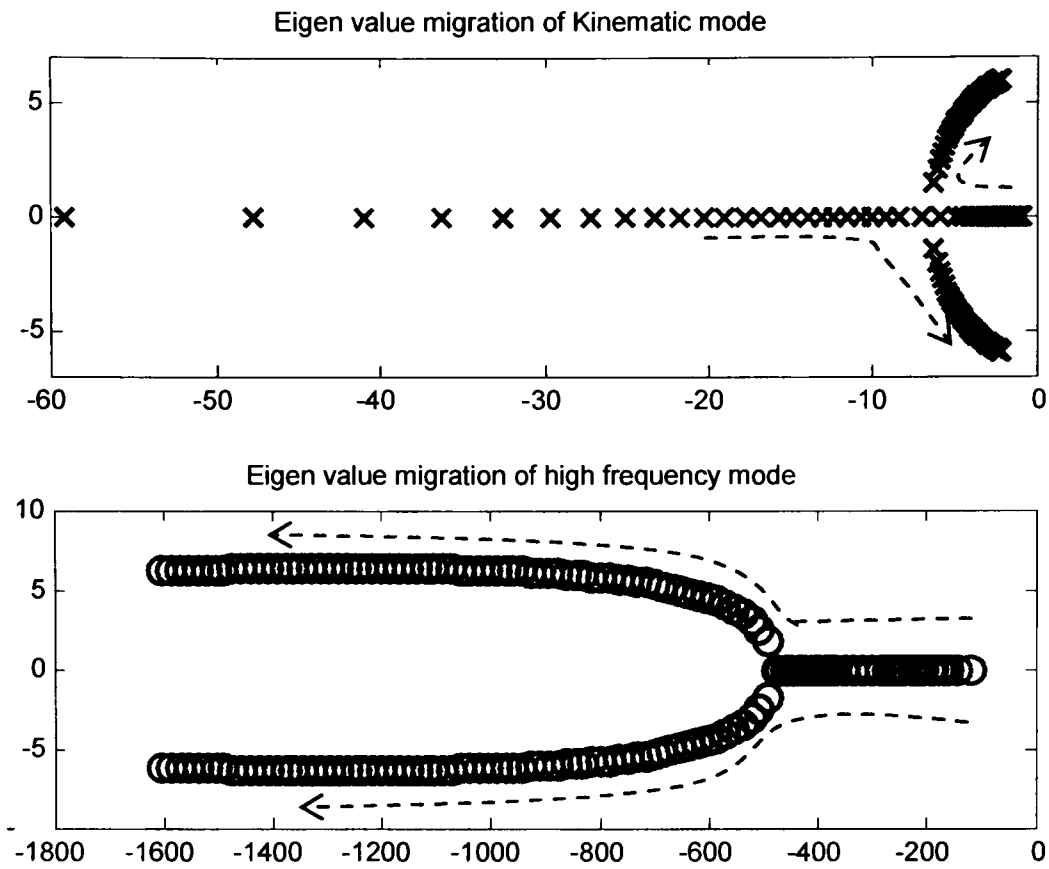 Eigen value migration of Kinematic mode
5
0
-5
-60 -50 -40 -30 -20 -10 0
Eigen value migration of high frequency mode
10
5
0
-5
-
-1800 -1600 -1400 -1200 -1000 -800 -600 -400 -200 0